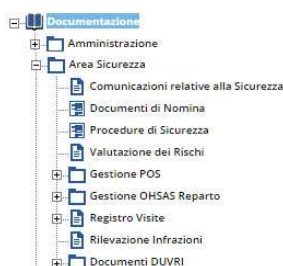 Documentazione
Amministrazione
Area Sicurezza
Comunicazioni relative alla Sicurezza
Documenti di Nomina
Procedure di Sicurezza
Valutazione dei Rischi
Gestione POS
Gestione OHSAS Reparto
Registro Visite
Rilevazione Infrazioni
Documenti DUVRI